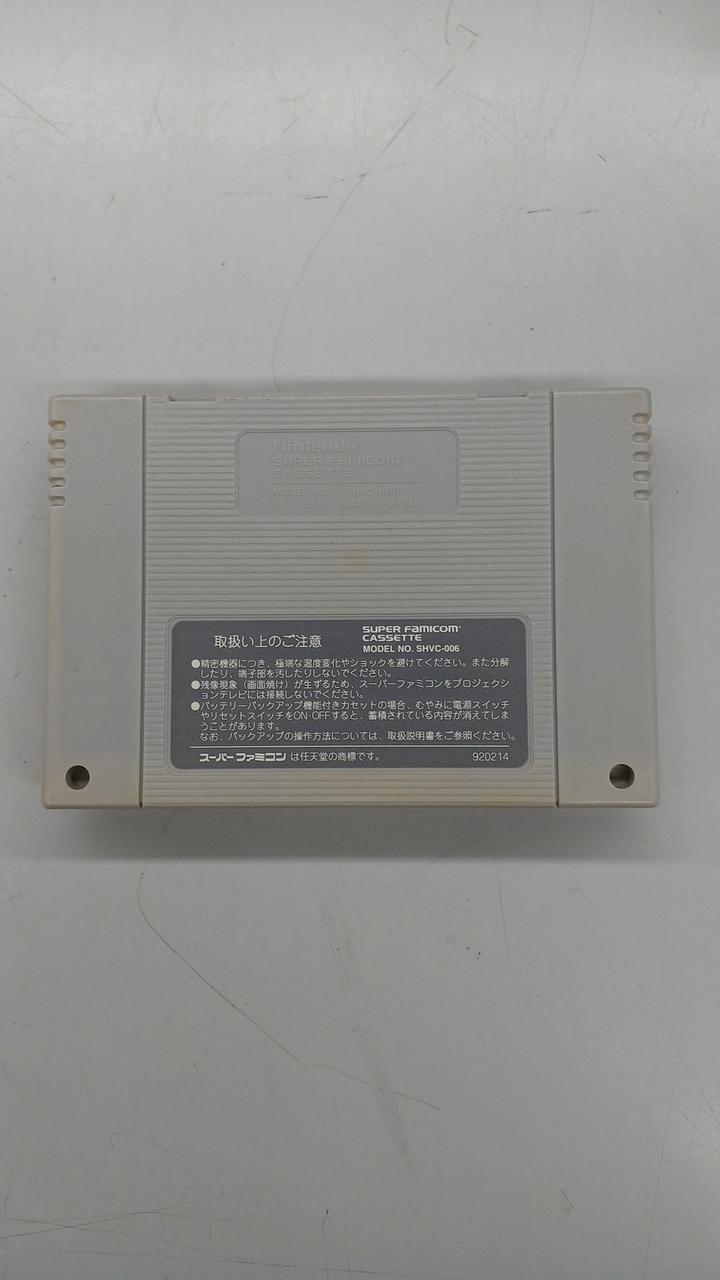 Nintendo
SUPER Famicom
CASSETTE
MODEL NO. SHVC-006
PAT. PEND. MADE IN JAPAN
取扱い上のご注意
SUPER Famicom
CASSETTE
MODEL NO. SHVC-006
●精密機器につき、極端な温度変化やショックを避けてください。また分解
したり、端子部を汚したりしないでください。
●残像現象（画面焼け）が生ずるため、スーパーファミコンをプロジェクシ
ョンテレビには接続しないでください。
●バッテリーバックアップ機能付きカセットの場合、むやみに電源スイッチ
やリセットスイッチをON・OFFすると、蓄積されている内容が消えてしま
うことがあります。
なお、バックアップの操作方法については、取扱説明書をご参照ください。
スーパーファミコン は任天堂の商標です。 920214